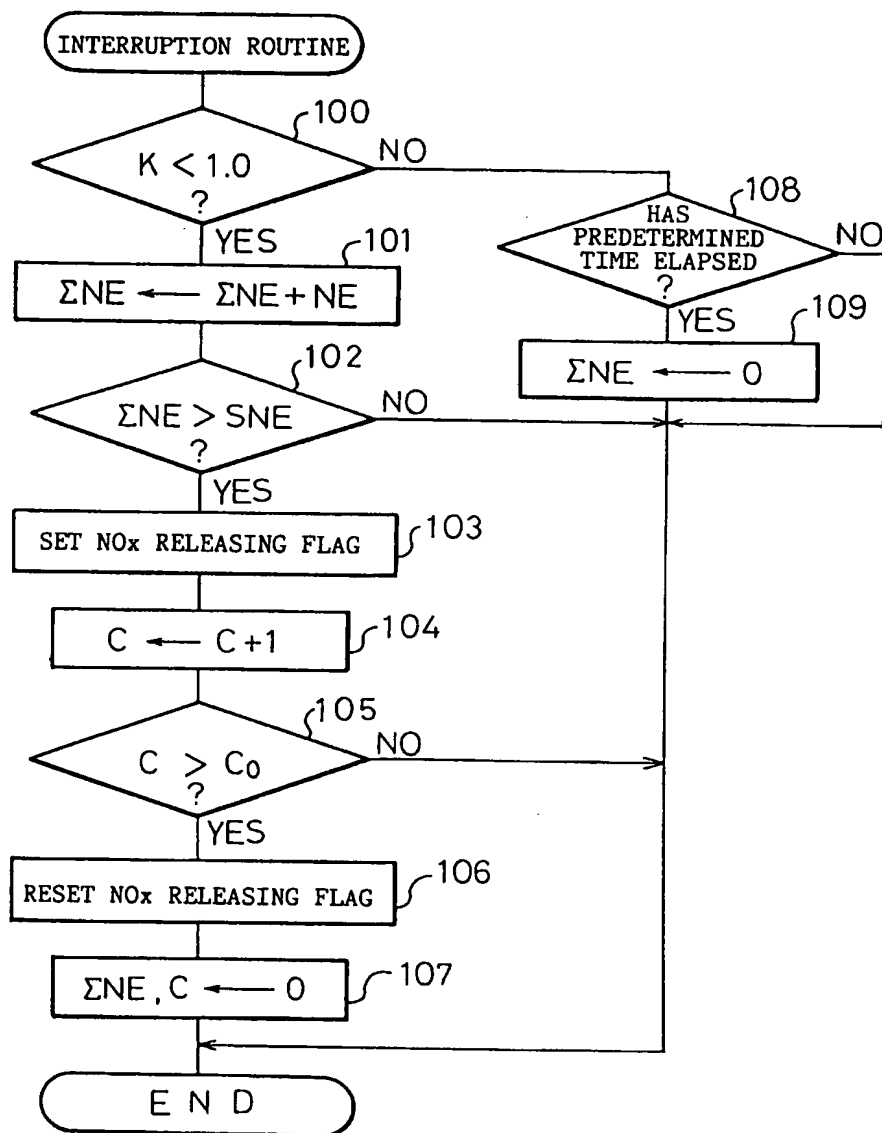 INTERRUPTION ROUTINE
100
K < 1.0
?
NO
YES
108
HAS
PREDETERMINED
TIME ELAPSED
?
NO
YES
101
ΣNE ← ΣNE + NE
109
ΣNE ← 0
102
ΣNE > SNE
?
NO
YES
103
SET NOx RELEASING FLAG
104
C ← C + 1
105
C > C0
?
NO
YES
106
RESET NOx RELEASING FLAG
107
ΣNE, C ← 0
END